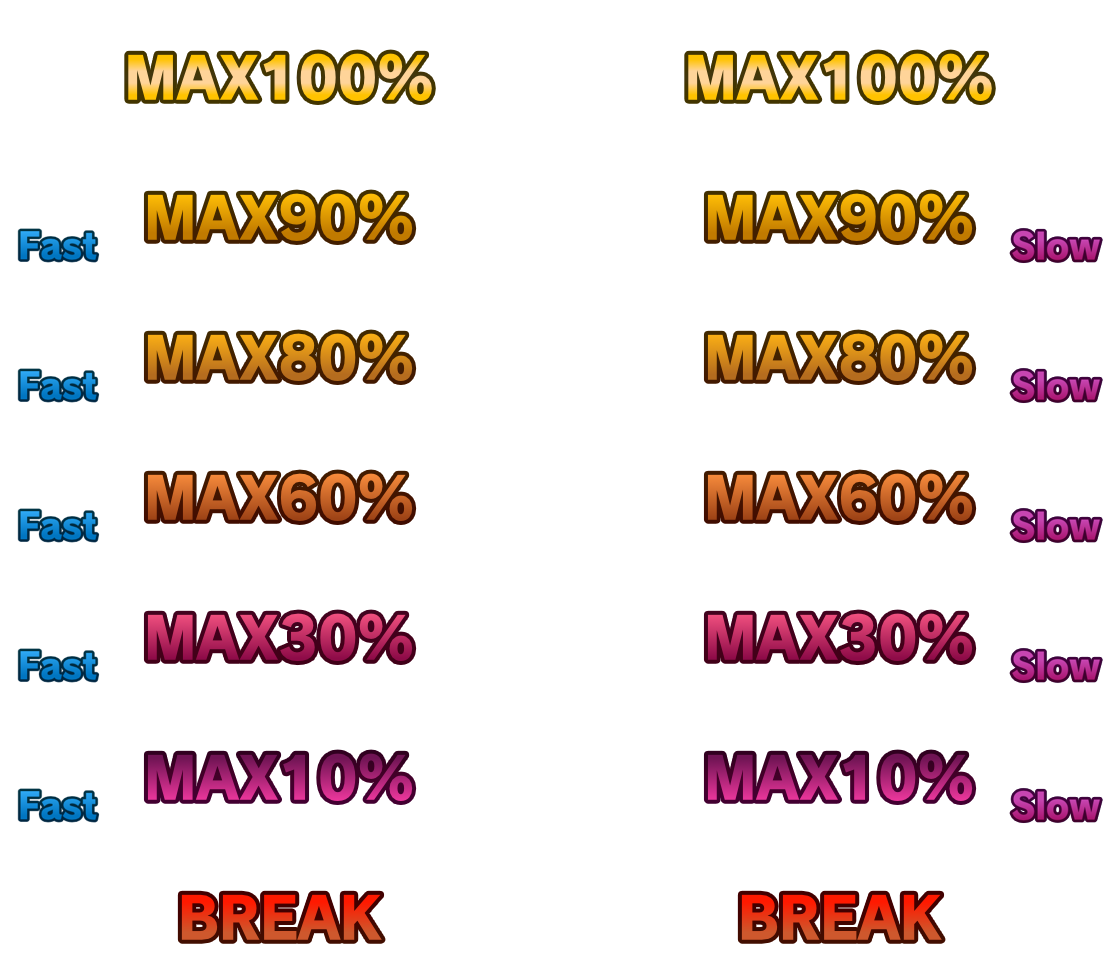 MAX100% MAX100%
Fast MAX90% MAX90% Slow
Fast MAX80% MAX80% Slow
Fast MAX60% MAX60% Slow
Fast MAX30% MAX30% Slow
Fast MAX10% MAX10% Slow
BREAK BREAK